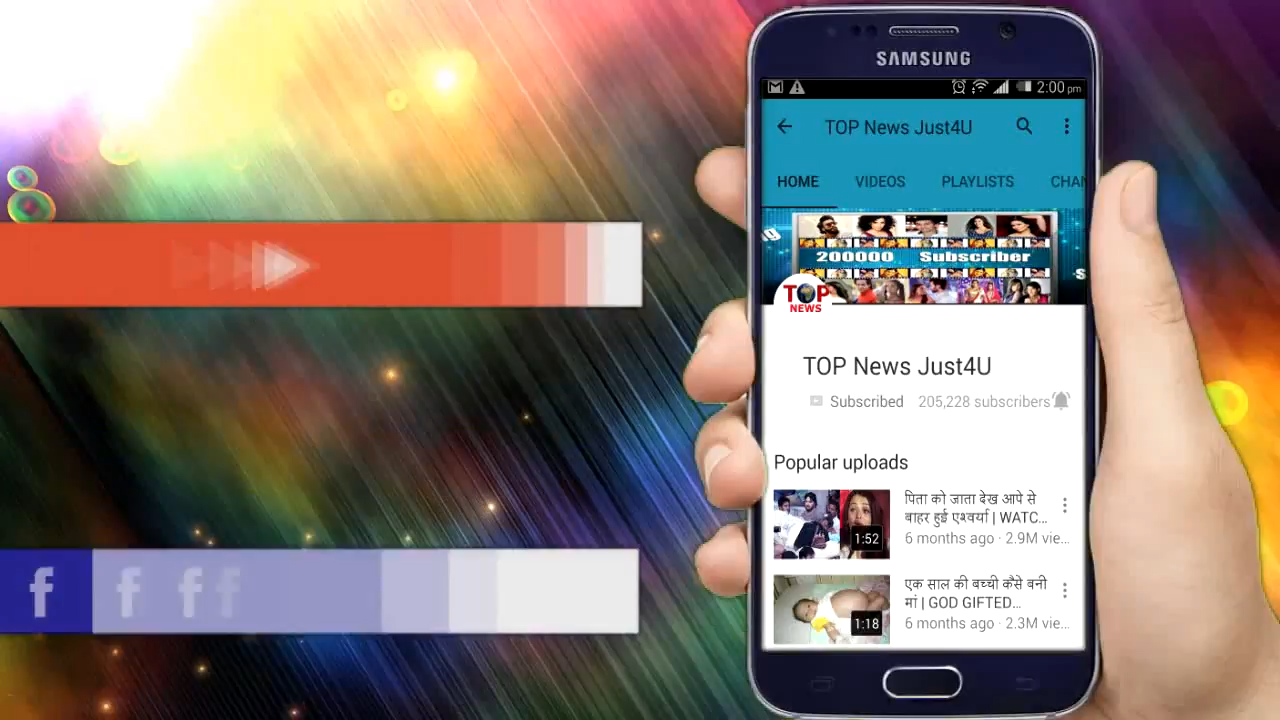 SAMSUNG
2:00 pm
TOP News Just4U
HOME VIDEOS PLAYLISTS CHAN
200000 Subscriber
TOP
NEWS
TOP News Just4U
Subscribed 205,228 subscribers
Popular uploads
पिता को जाता देख आपे से
बाहर हुई एश्वर्या | WATC...
6 months ago · 2.9M vie...
1:52
एक साल की बच्ची कैसे बनी
मां | GOD GIFTED...
6 months ago · 2.3M vie...
1:18
f f f f